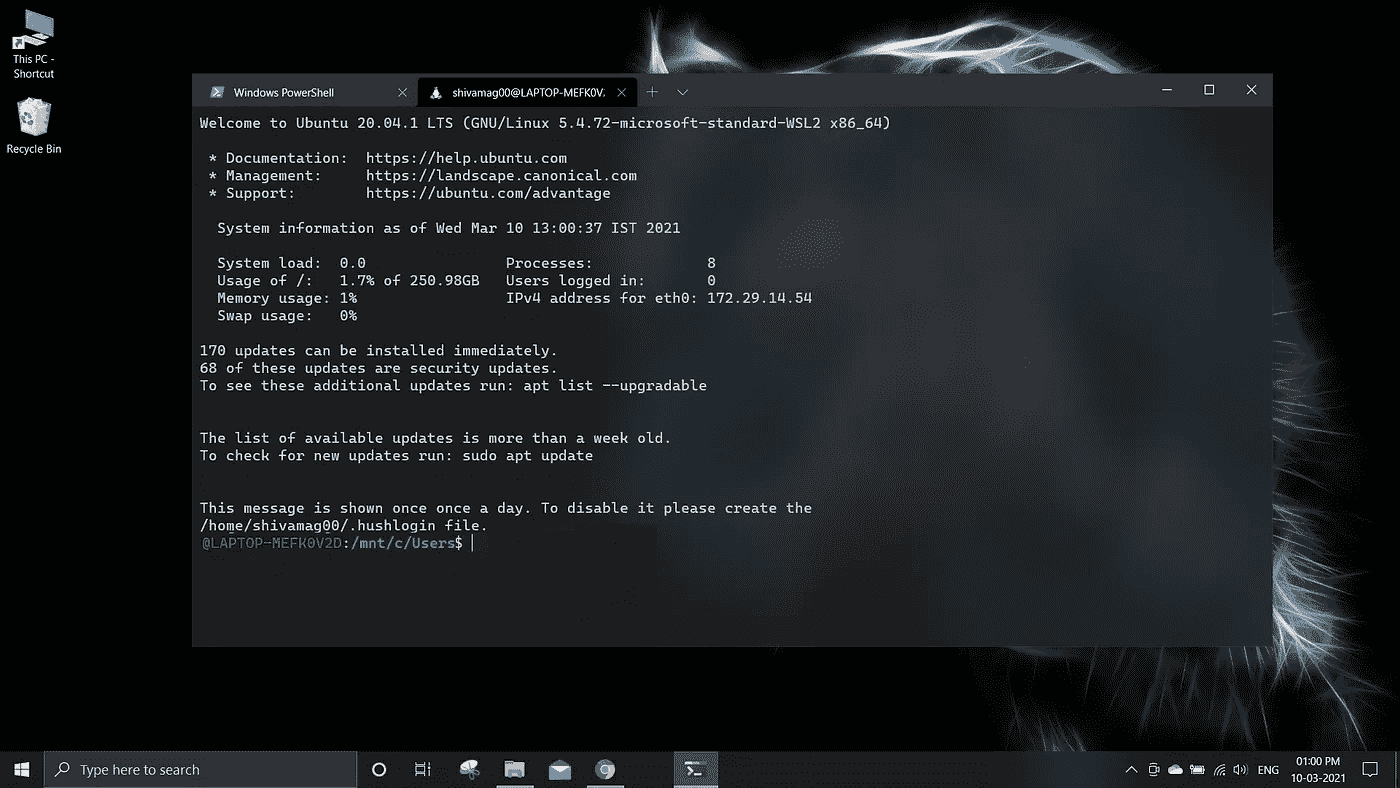 This PC -
Shortcut
Recycle Bin
Windows PowerShell
shivamag00@LAPTOP-MEFK0V.
Welcome to Ubuntu 20.04.1 LTS (GNU/Linux 5.4.72-microsoft-standard-WSL2 x86_64)
* Documentation: https://help.ubuntu.com
* Management: https://landscape.canonical.com
* Support: https://ubuntu.com/advantage
System information as of Wed Mar 10 13:00:37 IST 2021
System load: 0.0 Processes: 8
Usage of /: 1.7% of 250.98GB Users logged in: 0
Memory usage: 1% IPv4 address for eth0: 172.29.14.54
Swap usage: 0%
170 updates can be installed immediately.
68 of these updates are security updates.
To see these additional updates run: apt list --upgradable
The list of available updates is more than a week old.
To check for new updates run: sudo apt update
This message is shown once once a day. To disable it please create the
/home/shivamag00/.hushlogin file.
@LAPTOP-MEFK0V2D:/mnt/c/Users$
Type here to search
ENG
01:00 PM
10-03-2021